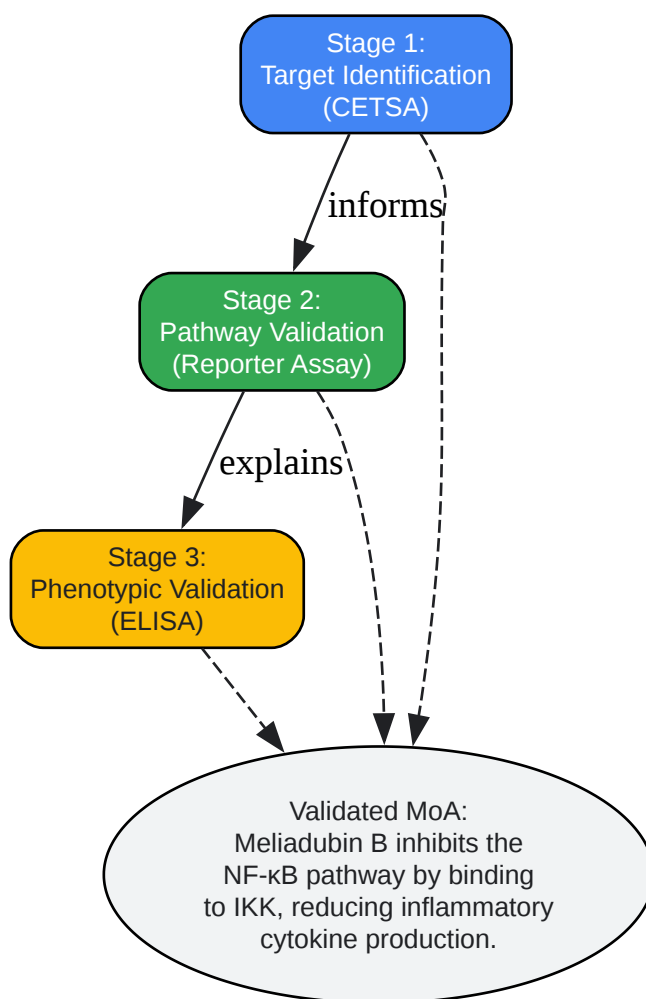 Stage 1:
Target Identification
(CETSA)
informs
Stage 2:
Pathway Validation
(Reporter Assay)
explains
Stage 3:
Phenotypic Validation
(ELISA)
Validated MoA:
Meliadubin B inhibits the
NF-κB pathway by binding
to IKK, reducing inflammatory
cytokine production.